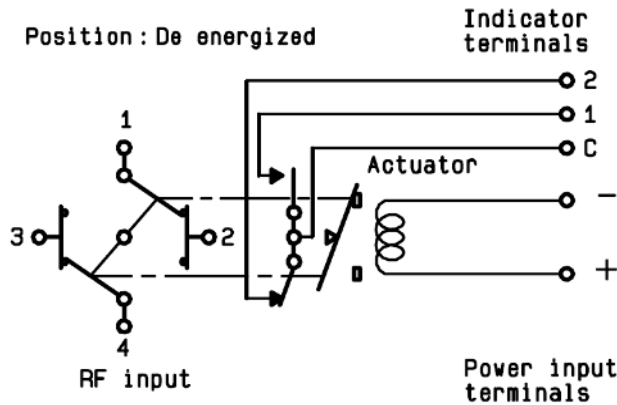 Position : De energized
Indicator
terminals
2
1
C
1
Actuator
−
3
2
+
4
RF input
Power input
terminals